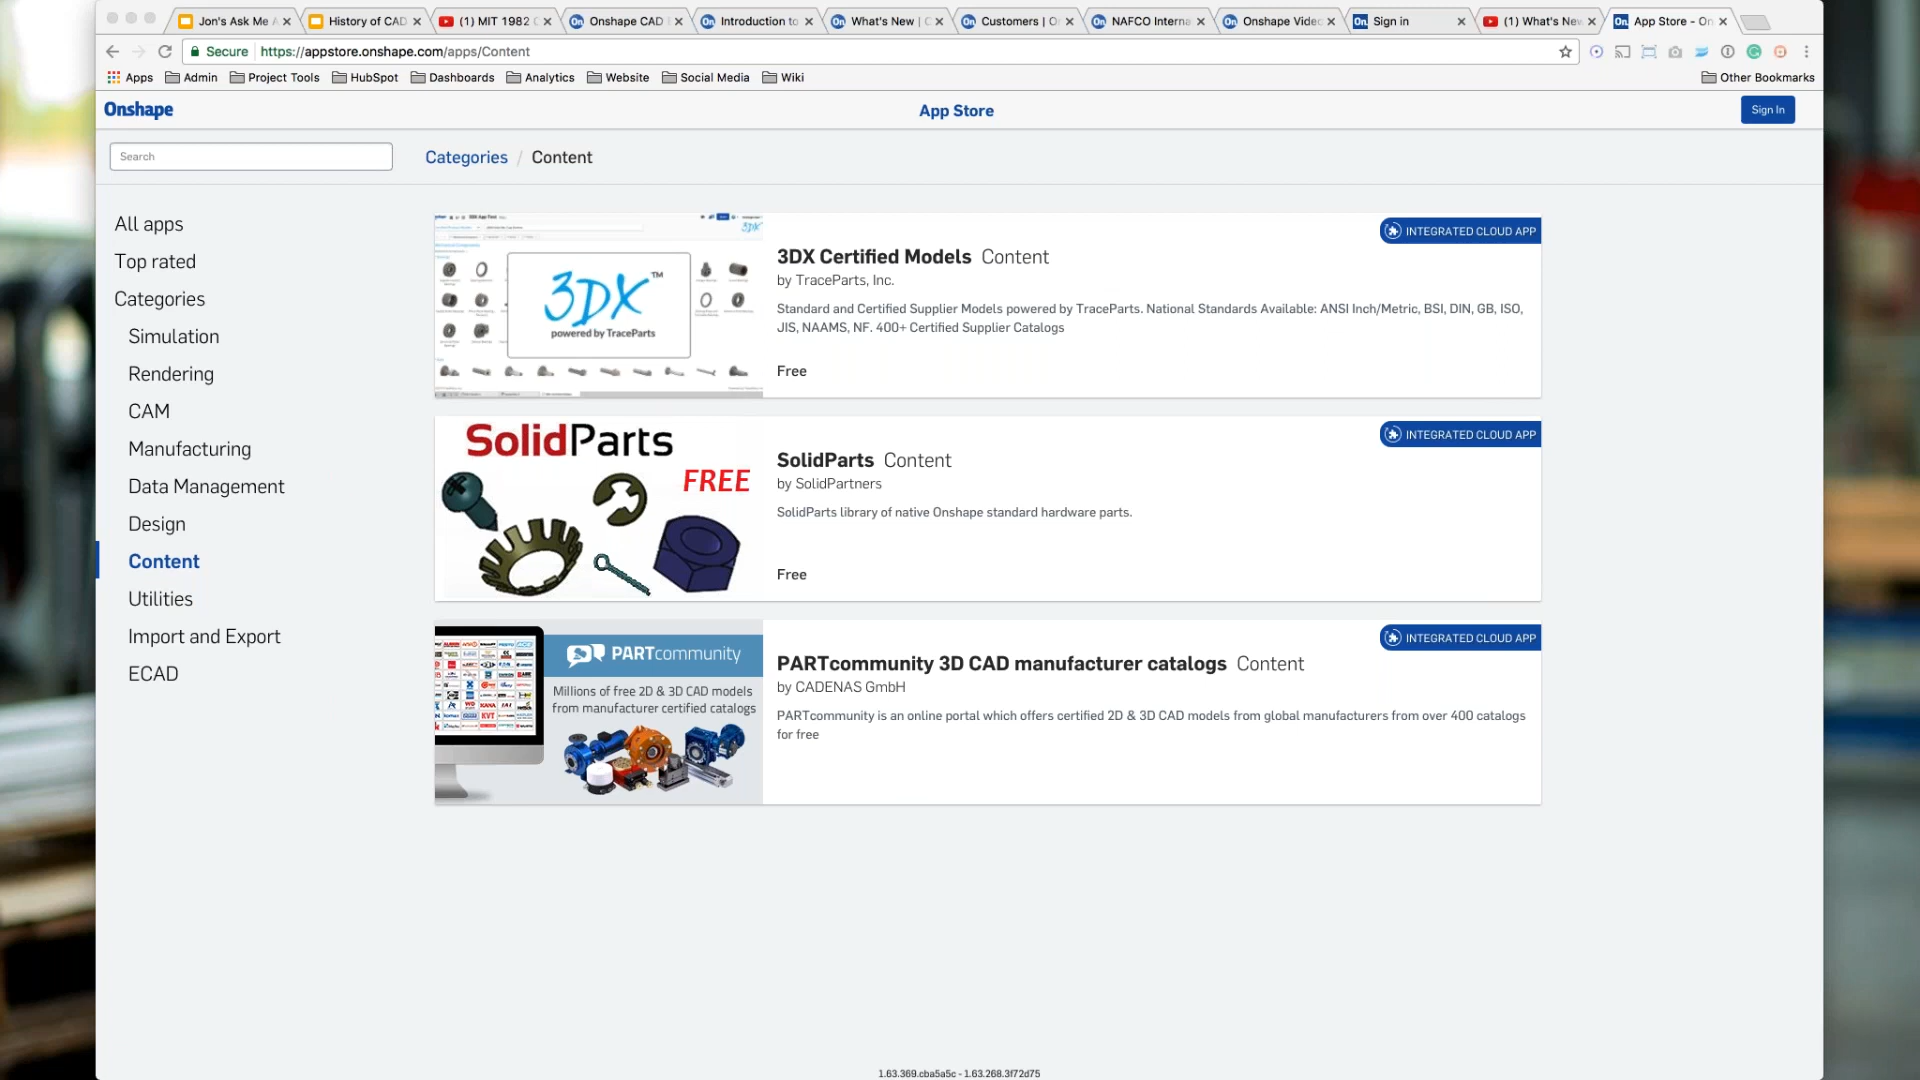 Jon's Ask Me A
History of CAD
(1) MIT 1982 C
Onshape CAD
Introduction to
What's New | O
Customers | On
NAFCO Interna
Onshape Video
Sign in
(1) What's New
App Store - On
Secure
https://appstore.onshape.com/apps/Content
Apps
Admin
Project Tools
HubSpot
Dashboards
Analytics
Website
Social Media
Wiki
Other Bookmarks
Onshape
App Store
Sign In
Search
Categories / Content
All apps
Top rated
Categories
Simulation
Rendering
CAM
Manufacturing
Data Management
Design
Content
Utilities
Import and Export
ECAD
3DX™
powered by TraceParts
INTEGRATED CLOUD APP
3DX Certified Models Content
by TraceParts, Inc.
Standard and Certified Supplier Models powered by TraceParts. National Standards Available: ANSI Inch/Metric, BSI, DIN, GB, ISO,
JIS, NAAMS, NF. 400+ Certified Supplier Catalogs
Free
SolidParts
FREE
INTEGRATED CLOUD APP
SolidParts Content
by SolidPartners
SolidParts library of native Onshape standard hardware parts.
Free
PARTcommunity
Millions of free 2D & 3D CAD models
from manufacturer certified catalogs
INTEGRATED CLOUD APP
PARTcommunity 3D CAD manufacturer catalogs Content
by CADENAS GmbH
PARTcommunity is an online portal which offers certified 2D & 3D CAD models from global manufacturers from over 400 catalogs
for free
1.63.369.cba5a5c - 1.63.268.3f72d75